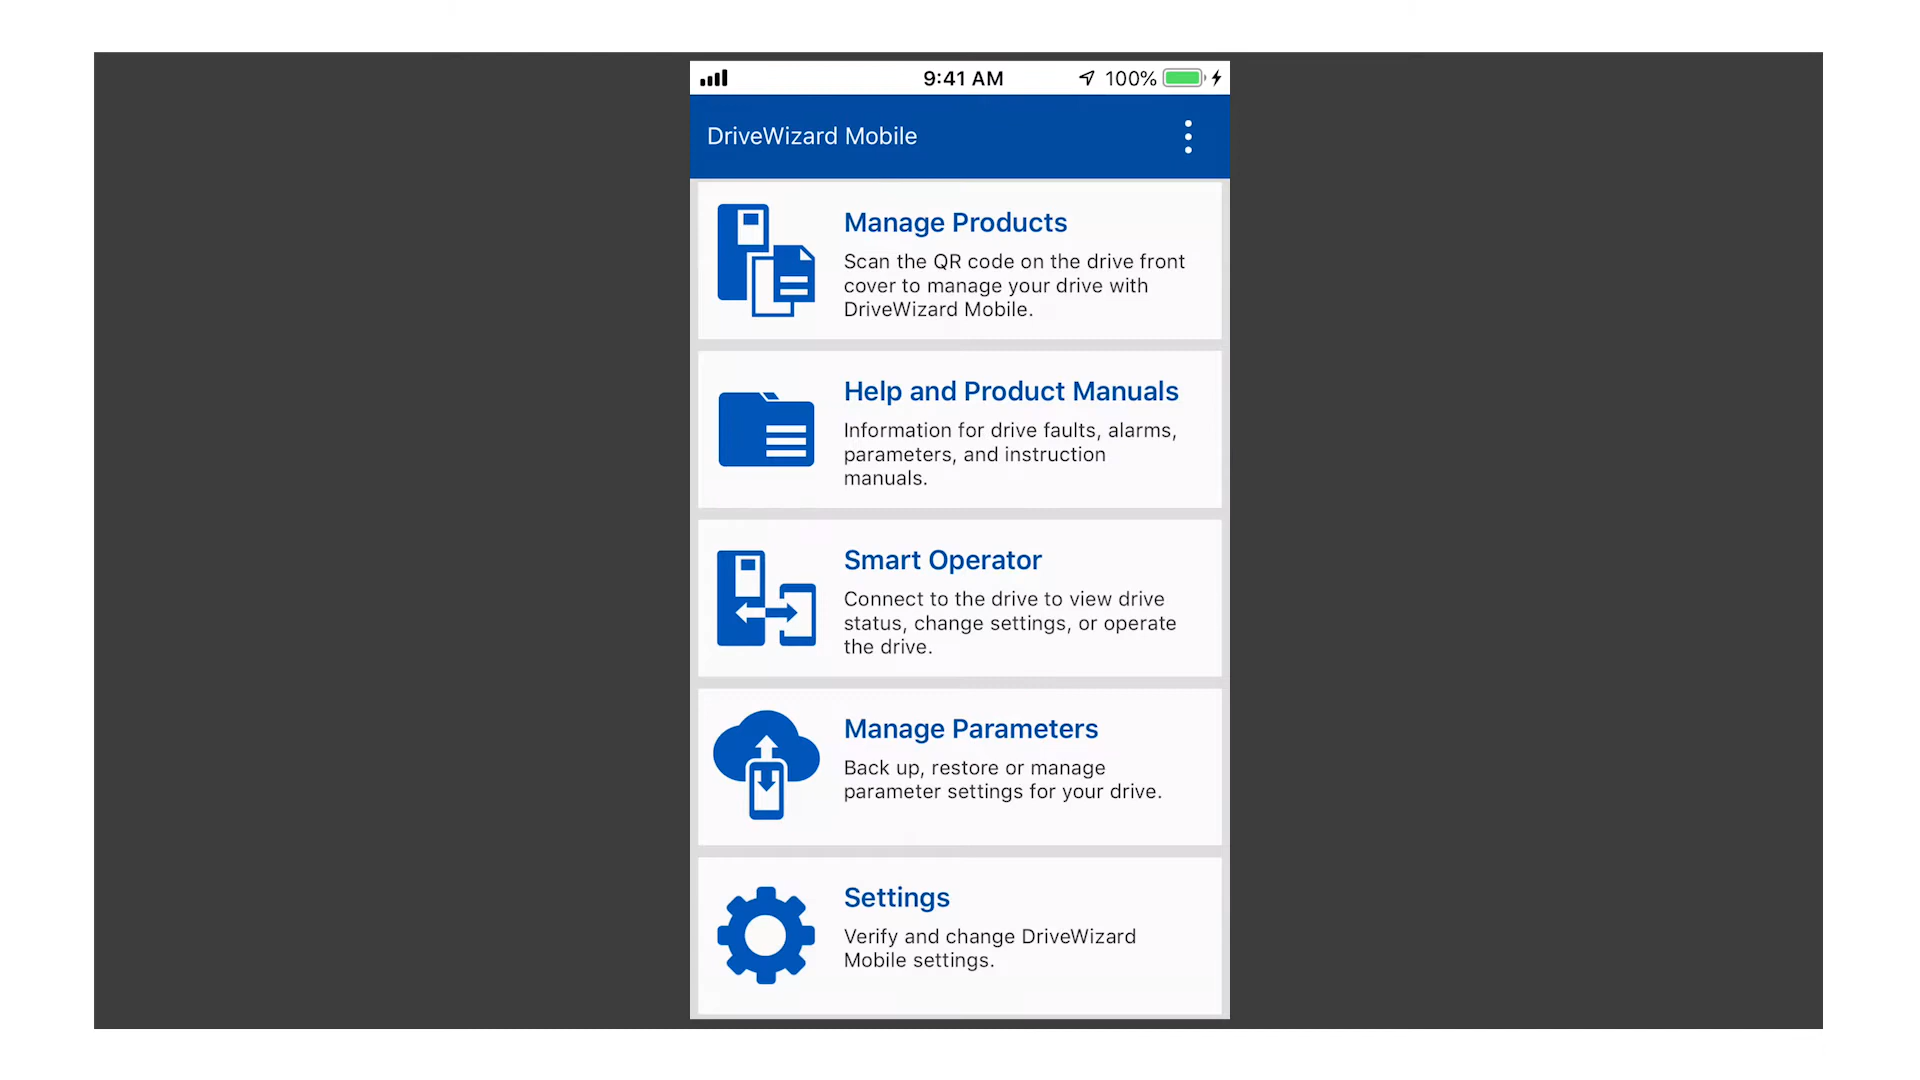 9:41 AM
100%
DriveWizard Mobile
Manage Products
Scan the QR code on the drive front
cover to manage your drive with
DriveWizard Mobile.
Help and Product Manuals
Information for drive faults, alarms,
parameters, and instruction
manuals.
Smart Operator
Connect to the drive to view drive
status, change settings, or operate
the drive.
Manage Parameters
Back up, restore or manage
parameter settings for your drive.
Settings
Verify and change DriveWizard
Mobile settings.